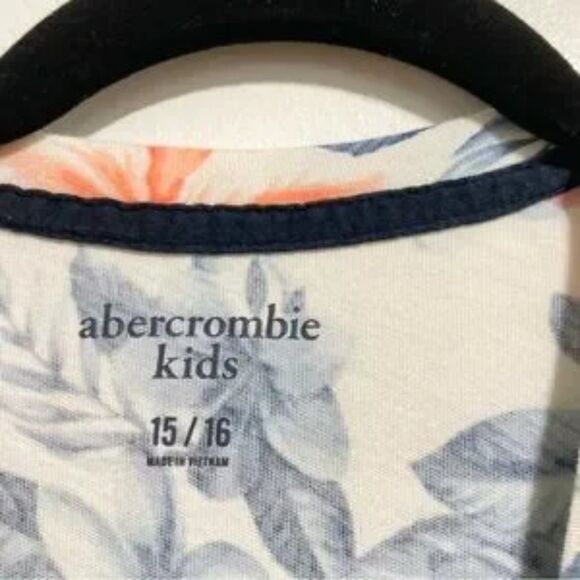 abercrombie
kids
15 / 16
MADE IN VIETNAM